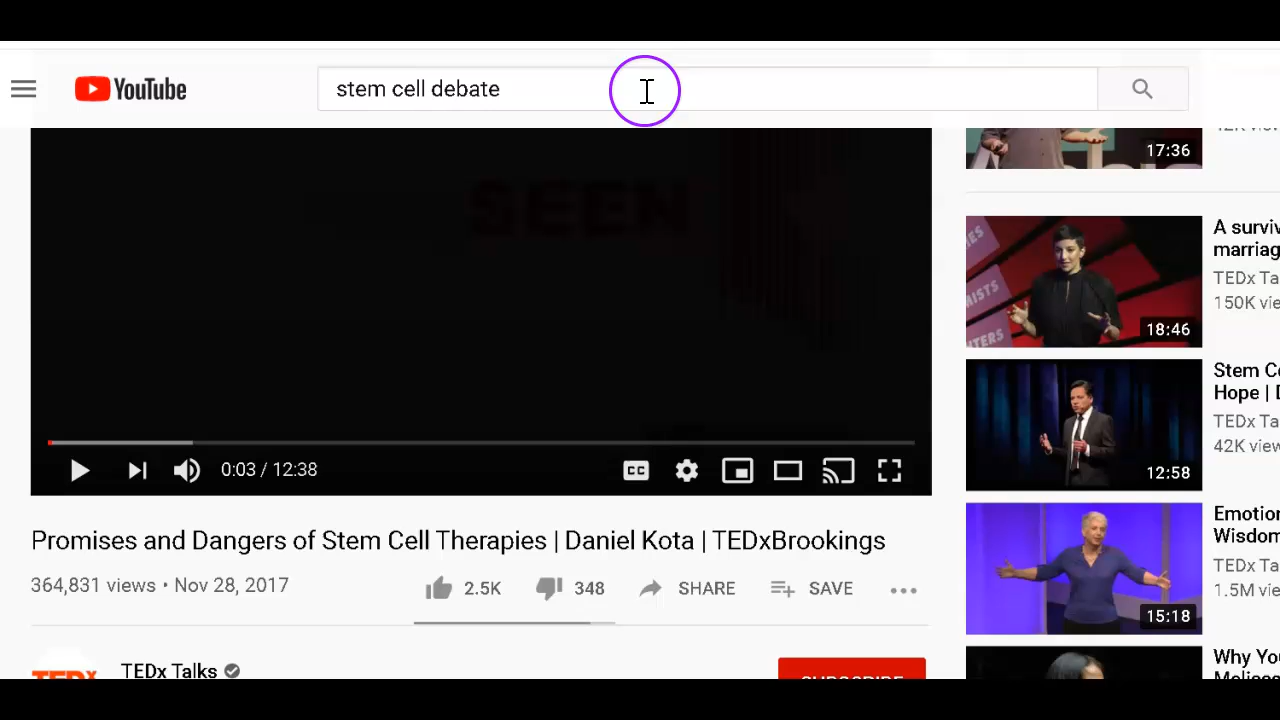 YouTube
stem cell debate
17:36
SEEN
A surviv
marriag
TEDx Ta
150K vie
18:46
Stem C
Hope |
TEDx Ta
42K view
12:58
CC
0:03 / 12:38
Promises and Dangers of Stem Cell Therapies | Daniel Kota | TEDxBrookings
364,831 views • Nov 28, 2017
2.5K
348
SHARE
SAVE
Emotion
Wisdom
TEDx Ta
1.5M vie
15:18
TEDx Talks
TEDx
SUBSCRIBE
Why You